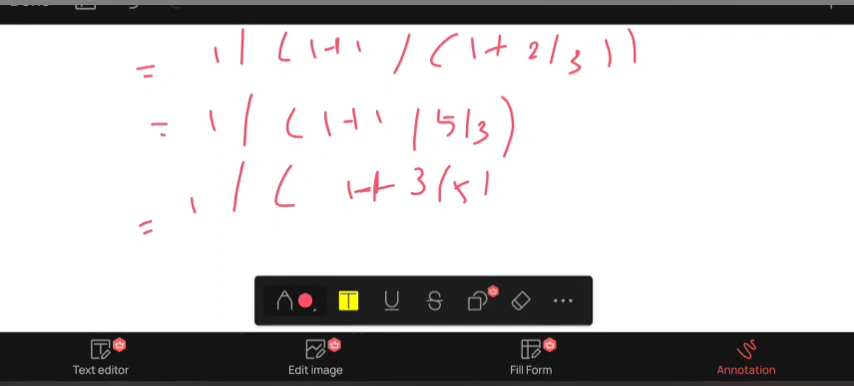 = 1/(1+1/(1+2/3))
= 1/(1+1/5/3)
= 1/(1+3/5)
Text editor Edit image Fill Form Annotation